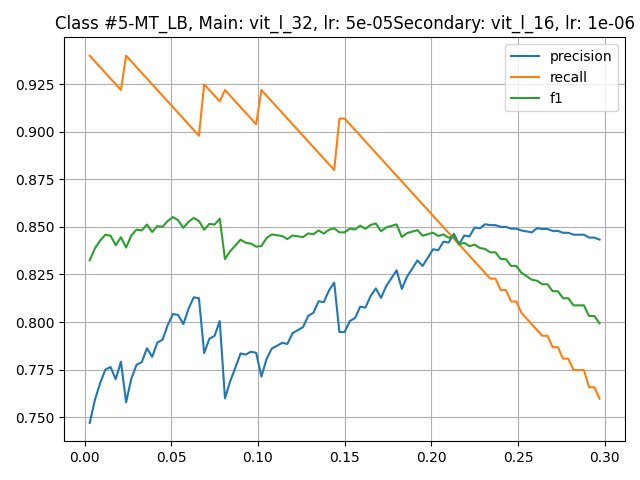 Class #5-MT_LB, Main: vit_l_32, lr: 5e-05Secondary: vit_l_16, lr: 1e-06
precision
recall
f1
0.925
0.900
0.875
0.850
0.825
0.800
0.775
0.750
0.00 0.05 0.10 0.15 0.20 0.25 0.30